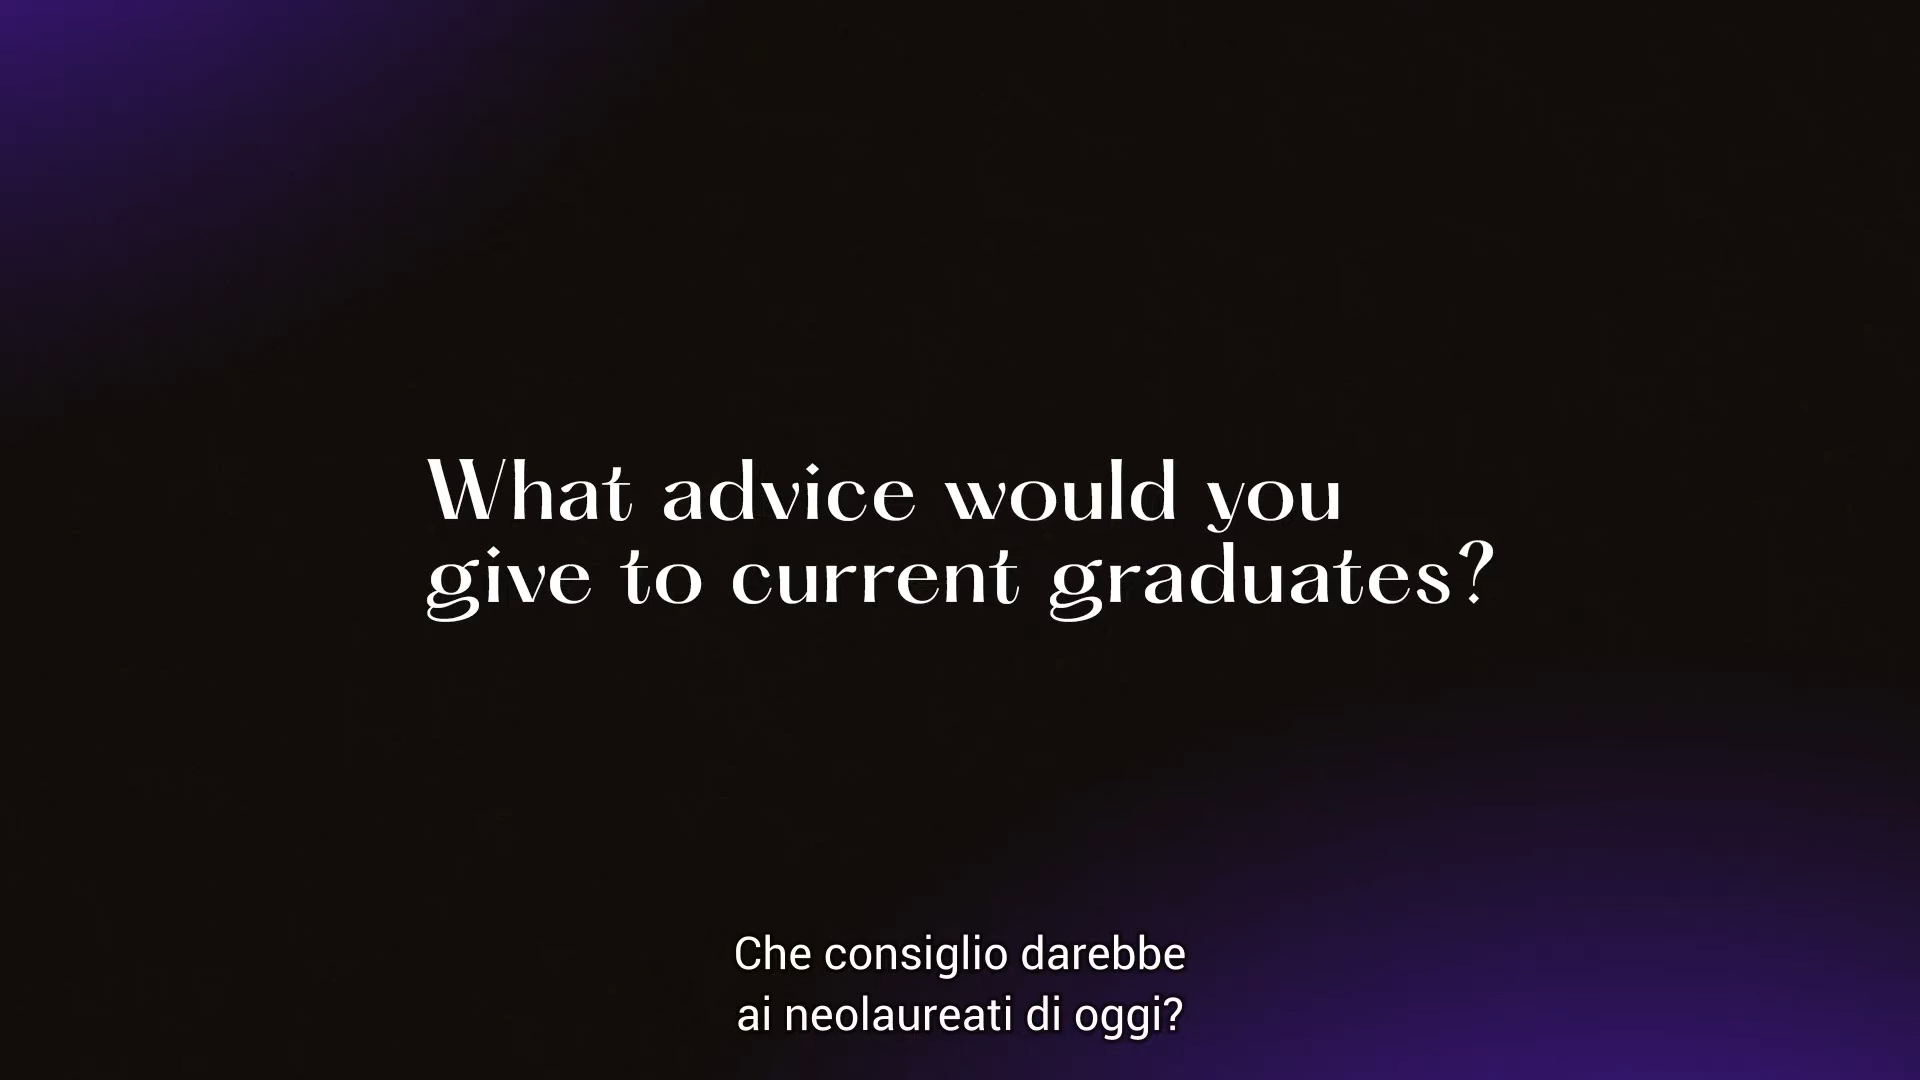 What advice would you
give to current graduates?
Che consiglio darebbe
ai neolaureati di oggi?